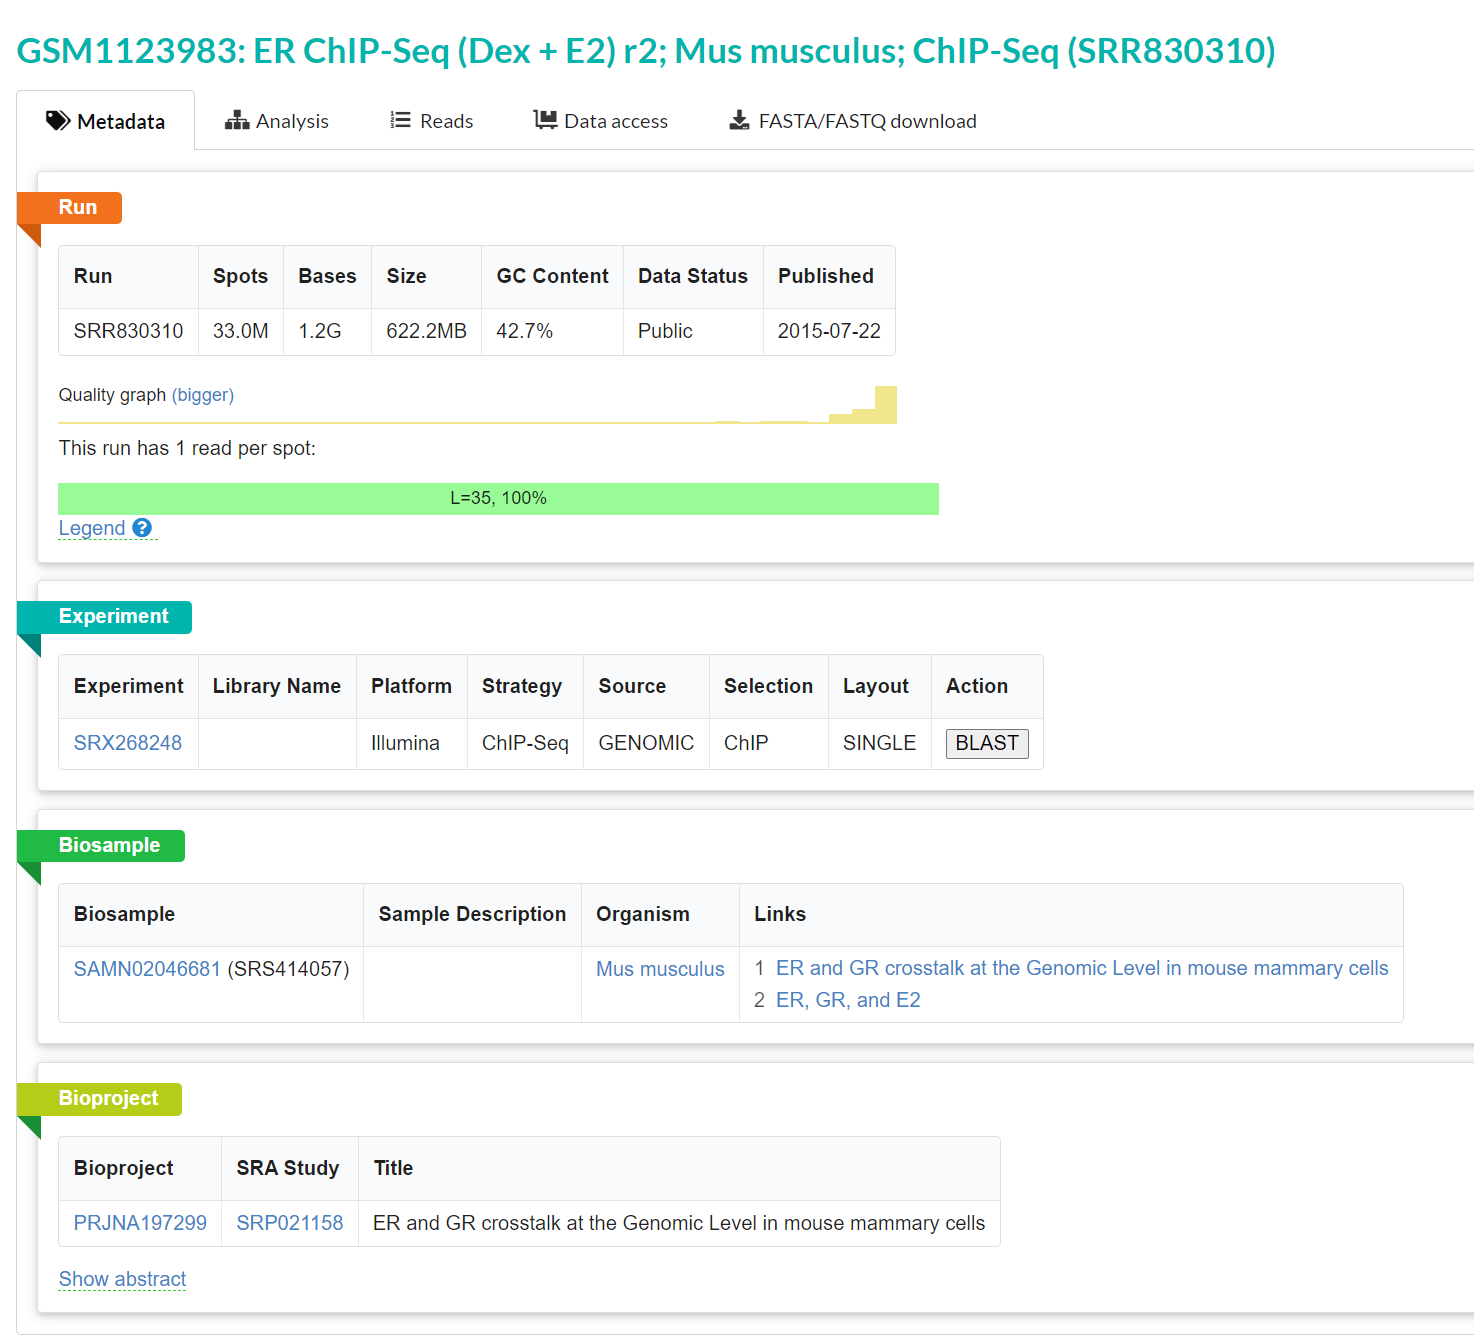 GSM1123983: ER ChIP-Seq (Dex + E2) r2; Mus musculus; ChIP-Seq (SRR830310)
Metadata Analysis Reads Data access FASTA/FASTQ download
Run
Run Spots Bases Size GC Content Data Status Published
SRR830310 33.0M 1.2G 622.2MB 42.7% Public 2015-07-22
Quality graph (bigger)
This run has 1 read per spot:
L=35, 100%
Legend ?
Experiment
Experiment Library Name Platform Strategy Source Selection Layout Action
SRX268248 Illumina ChIP-Seq GENOMIC ChIP SINGLE BLAST
Biosample
Biosample Sample Description Organism Links
SAMN02046681 (SRS414057) Mus musculus 1 ER and GR crosstalk at the Genomic Level in mouse mammary cells
2 ER, GR, and E2
Bioproject
Bioproject SRA Study Title
PRJNA197299 SRP021158 ER and GR crosstalk at the Genomic Level in mouse mammary cells
Show abstract